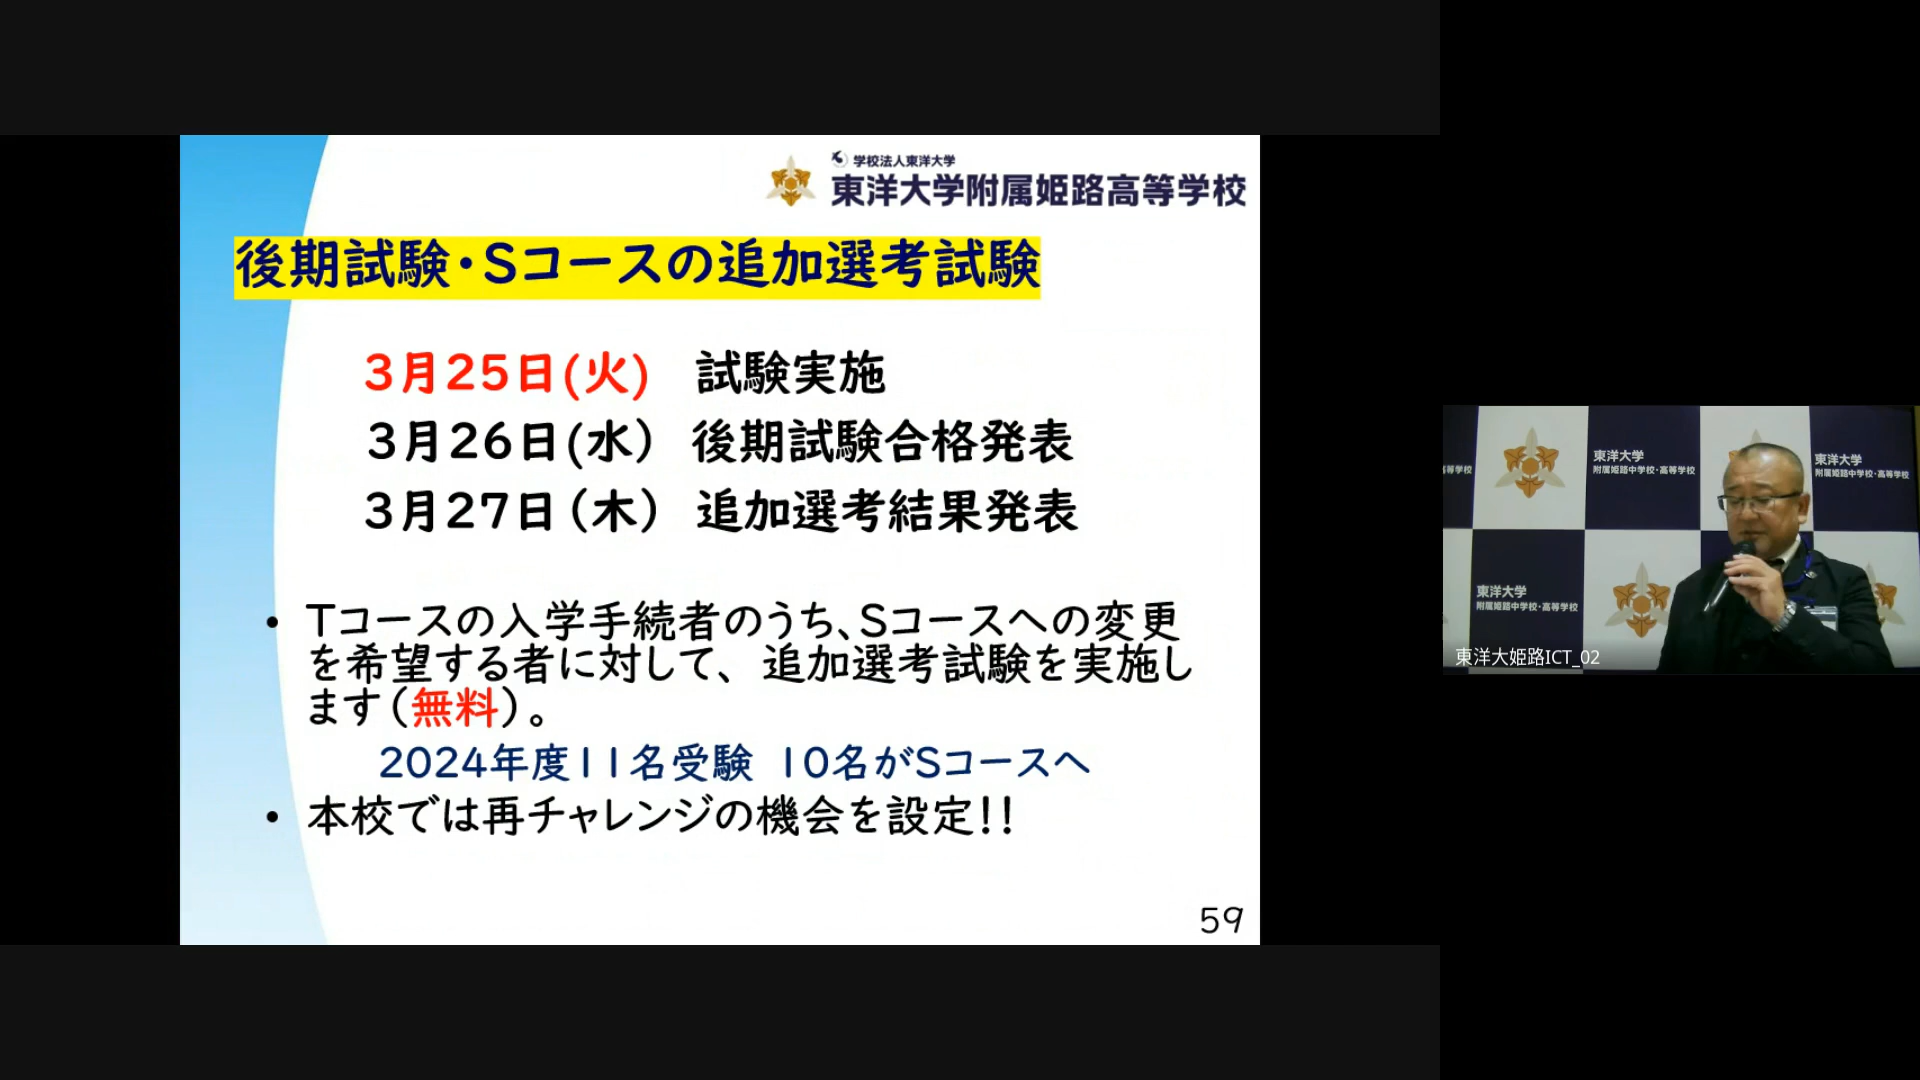 学校法人東洋大学
東洋大学附属姫路高等学校
後期試験・Sコースの追加選考試験
3月25日(火) 試験実施
3月26日(水) 後期試験合格発表
3月27日(木) 追加選考結果発表
• Tコースの入学手続者のうち、Sコースへの変更
を希望する者に対して、追加選考試験を実施し
ます(無料)。
2024年度11名受験 10名がSコースへ
• 本校では再チャレンジの機会を設定!!
59
等学校
東洋大学
附属姫路中学校・高等学校
東洋大学
附属姫路中学校・高等学校
東洋大学
附属姫路中学校・高等学校
東洋大姫路ICT_02